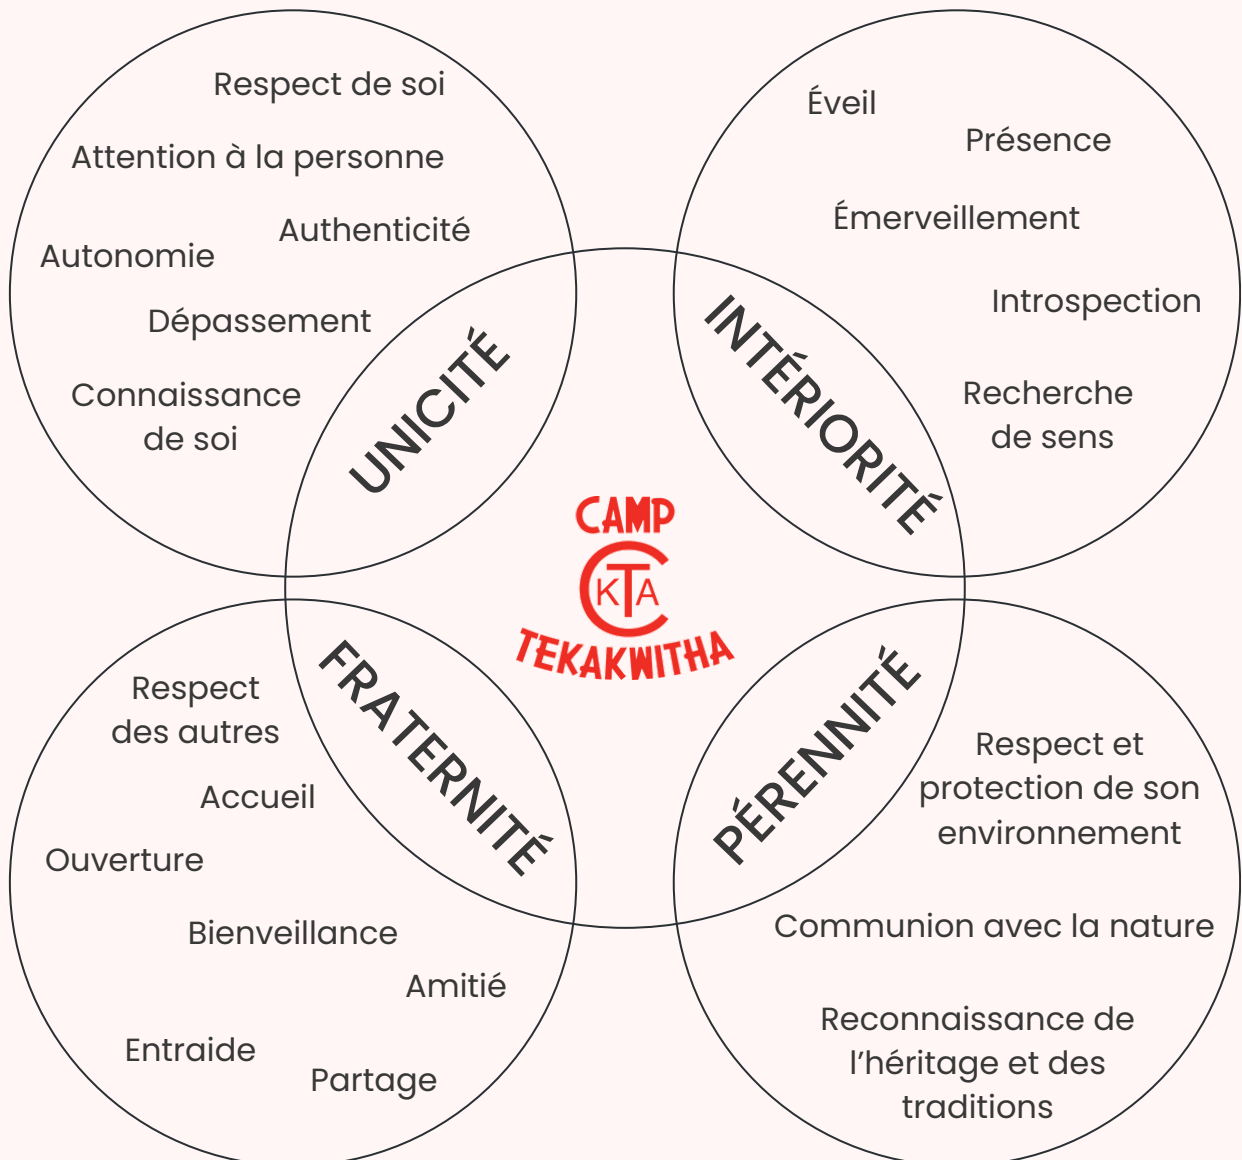 Respect de soi
Attention à la personne
Authenticité
Autonomie
Dépassement
Connaissance
de soi
UNICITÉ
Éveil
Présence
Émerveillement
Introspection
Recherche
de sens
INTÉRIORITÉ
CAMP
KTA
TEKAKWITHA
FRATERNITÉ
Respect
des autres
Accueil
Ouverture
Bienveillance
Amitié
Entraide
Partage
PÉRENNITÉ
Respect et
protection de son
environnement
Communion avec la nature
Reconnaissance de
l'héritage et des
traditions